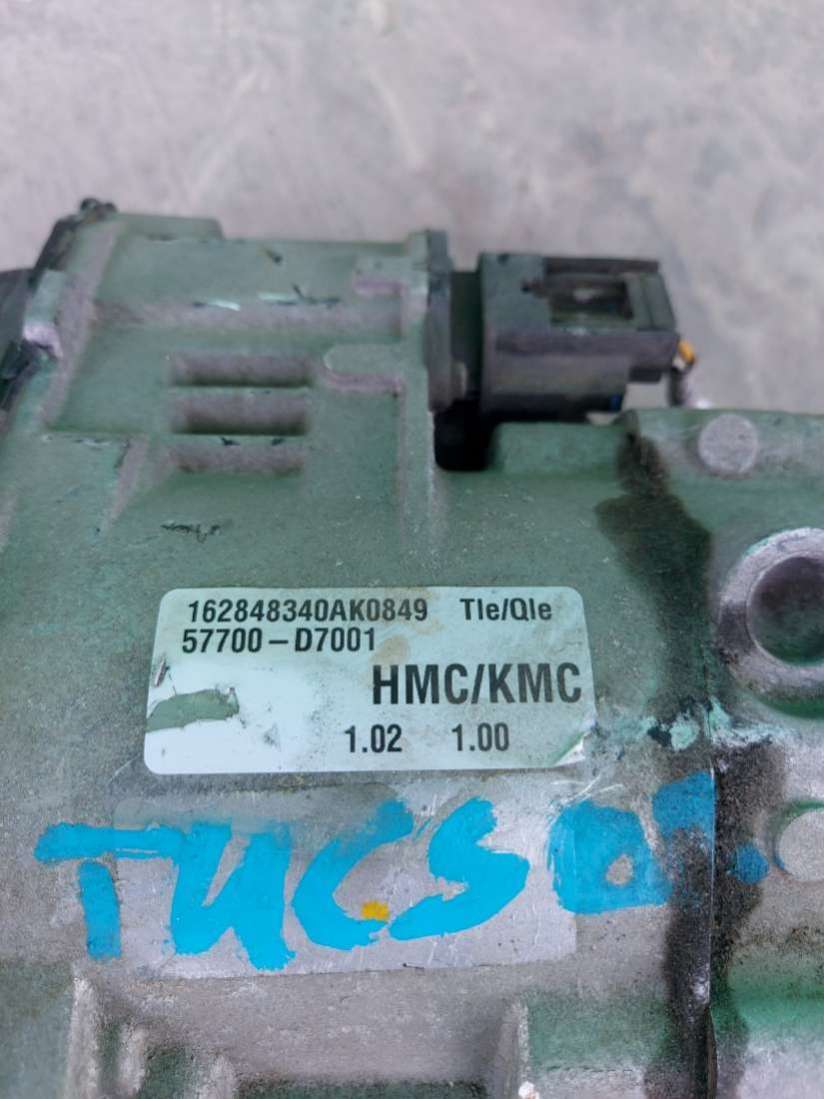 162848340AK0849 Tle/Qle
57700-D7001
HMC/KMC
1.02 1.00
TUCSON